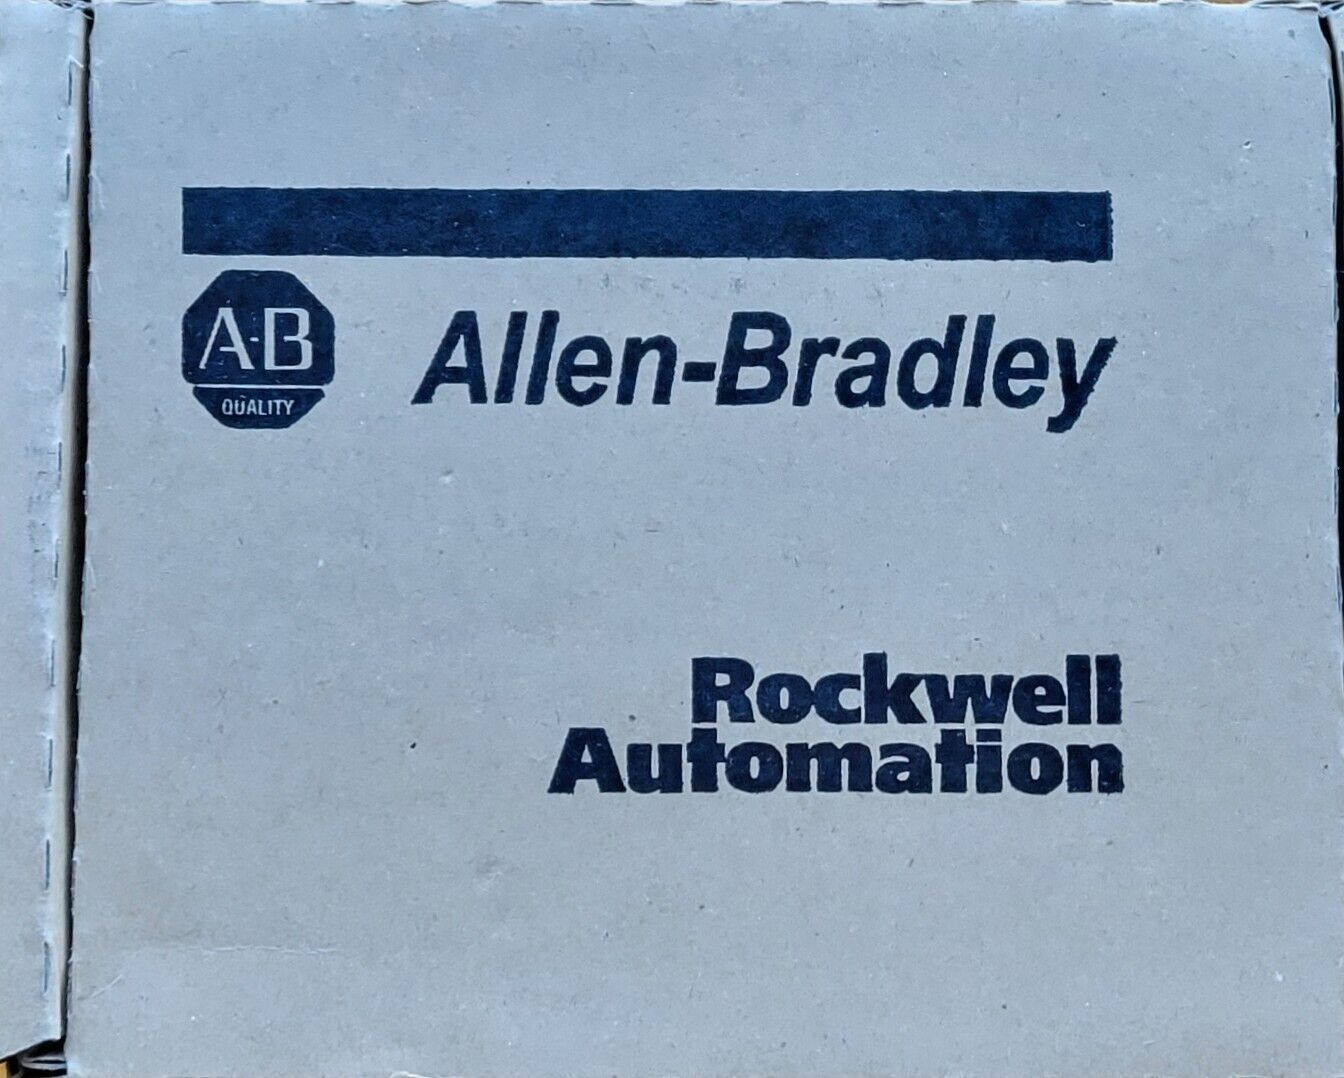 A-B
QUALITY
Allen-Bradley
Rockwell
Automation